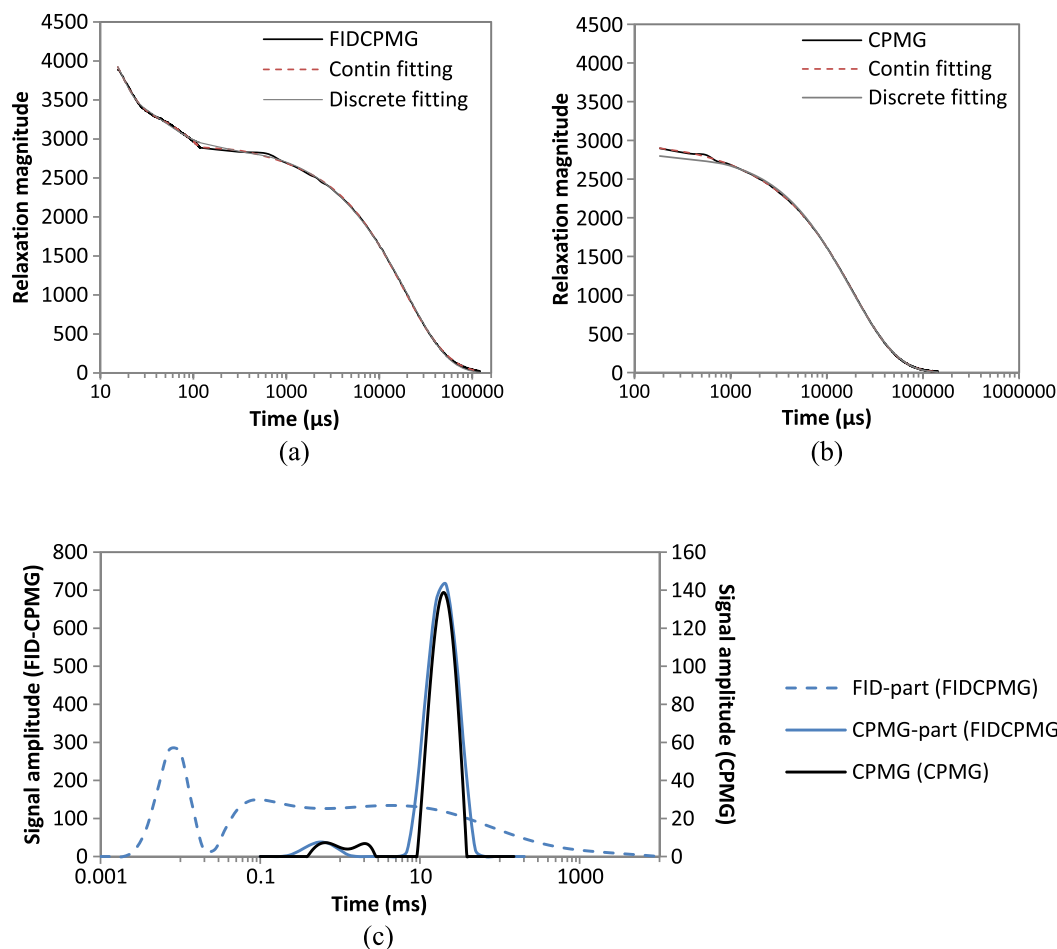 4500
4000
3500
3000
2500
2000
1500
1000
500
0
Relaxation magnitude
FIDCPMG
Contin fitting
Discrete fitting
10 100 1000 10000 100000
Time (µs)
(a)
4500
4000
3500
3000
2500
2000
1500
1000
500
0
Relaxation magnitude
CPMG
Contin fitting
Discrete fitting
100 1000 10000 100000 1000000
Time (µs)
(b)
800
700
600
500
400
300
200
100
0
Signal amplitude (FID-CPMG)
160
140
120
100
80
60
40
20
0
Signal amplitude (CPMG)
0.001 0.1 10 1000
Time (ms)
FID-part (FIDCPMG)
CPMG-part (FIDCPMG
CPMG (CPMG)
(c)